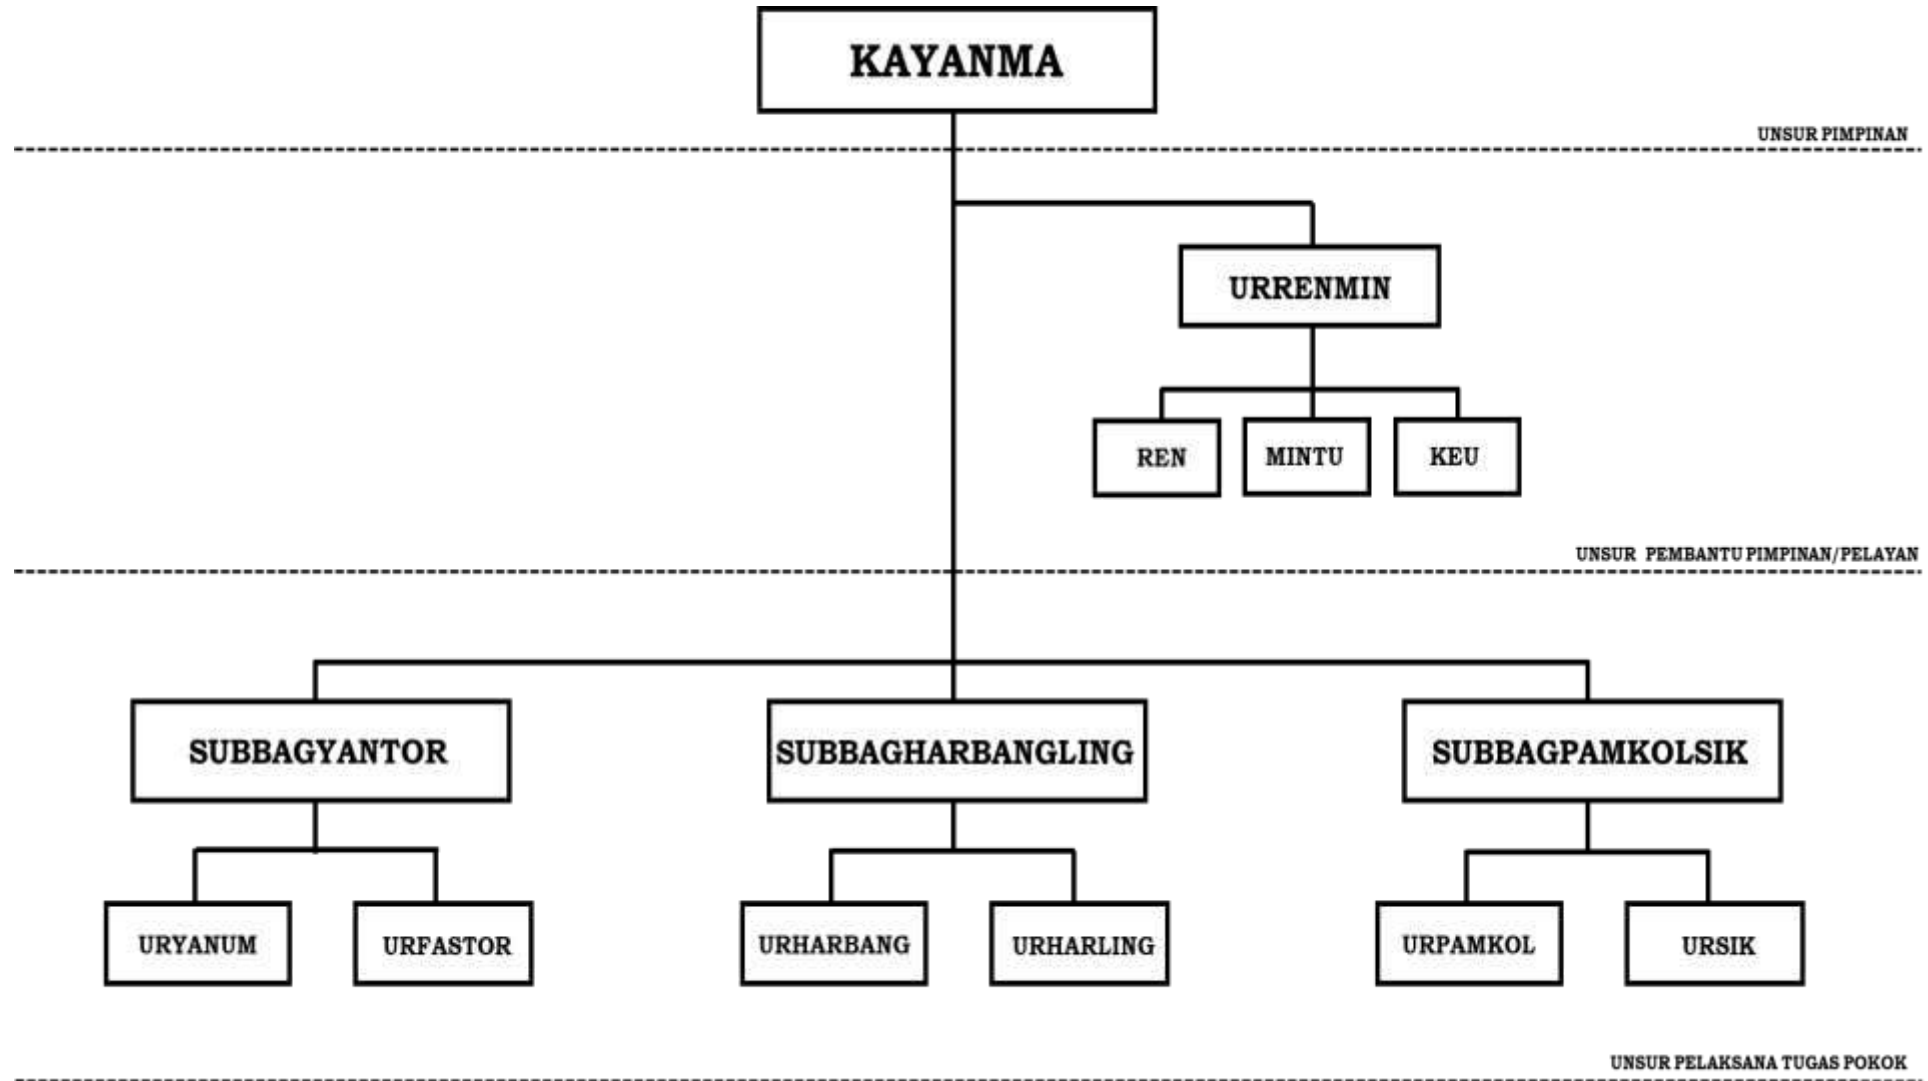 KAYANMA
UNSUR PIMPINAN
URRENMIN
REN
MINTU
KEU
UNSUR PEMBANTU PIMPINAN/PELAYAN
SUBBAGYANTOR
SUBBAGHARBANGLING
SUBBAGPAMKOLSIK
URYANUM
URFASTOR
URHARBANG
URHARLING
URPAMKOL
URSIK
UNSUR PELAKSANA TUGAS POKOK